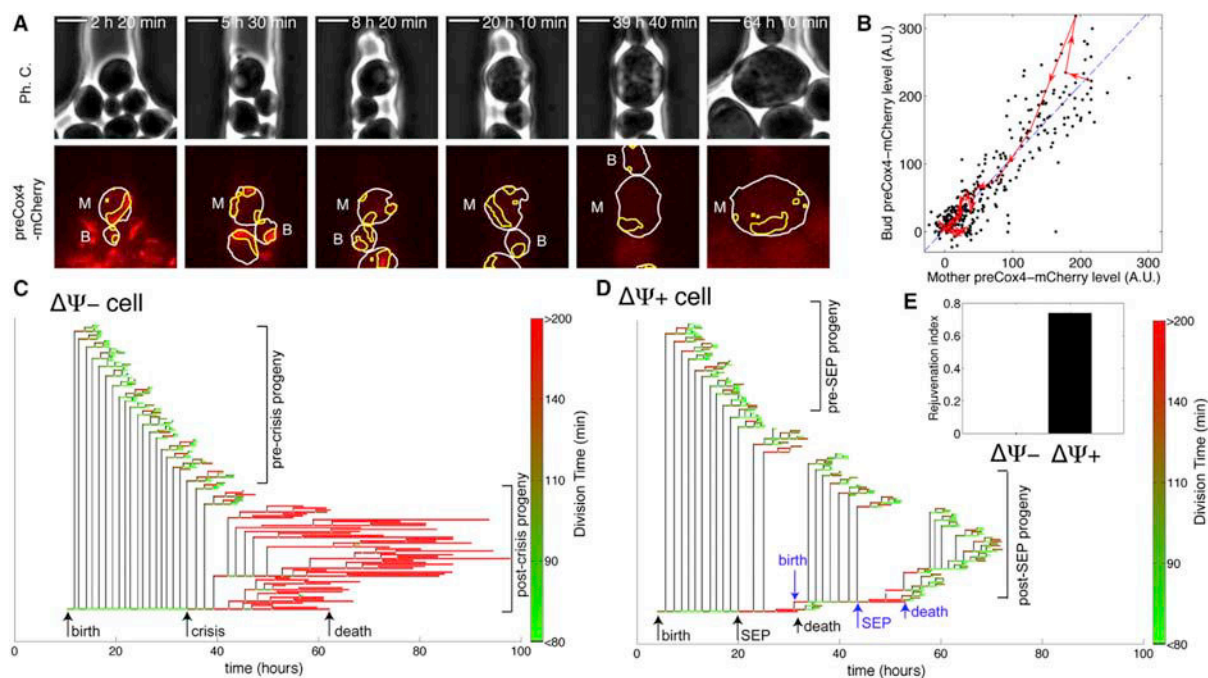 A
2 h 20 min
5 h 30 min
8 h 20 min
20 h 10 min
39 h 40 min
64 h 10 min
Ph. C.
preCox4
-mCherry
M
B
M
B
M
B
M
B
B
M
M
B
Bud preCox4-mCherry level (A.U.)
300
200
100
0
0
100
200
300
Mother preCox4-mCherry level (A.U.)
C
ΔΨ− cell
pre-crisis progeny
post-crisis progeny
birth
crisis
death
0
20
40
60
80
100
time (hours)
>200
140
110
90
<80
Division Time (min)
D
ΔΨ+ cell
pre-SEP progeny
post-SEP progeny
birth
SEP
death
birth
SEP
death
0
20
40
60
80
100
time (hours)
E
Rejuvenation index
0.8
0.6
0.4
0.2
0
ΔΨ−
ΔΨ+
>200
140
110
90
<80
Division Time (min)